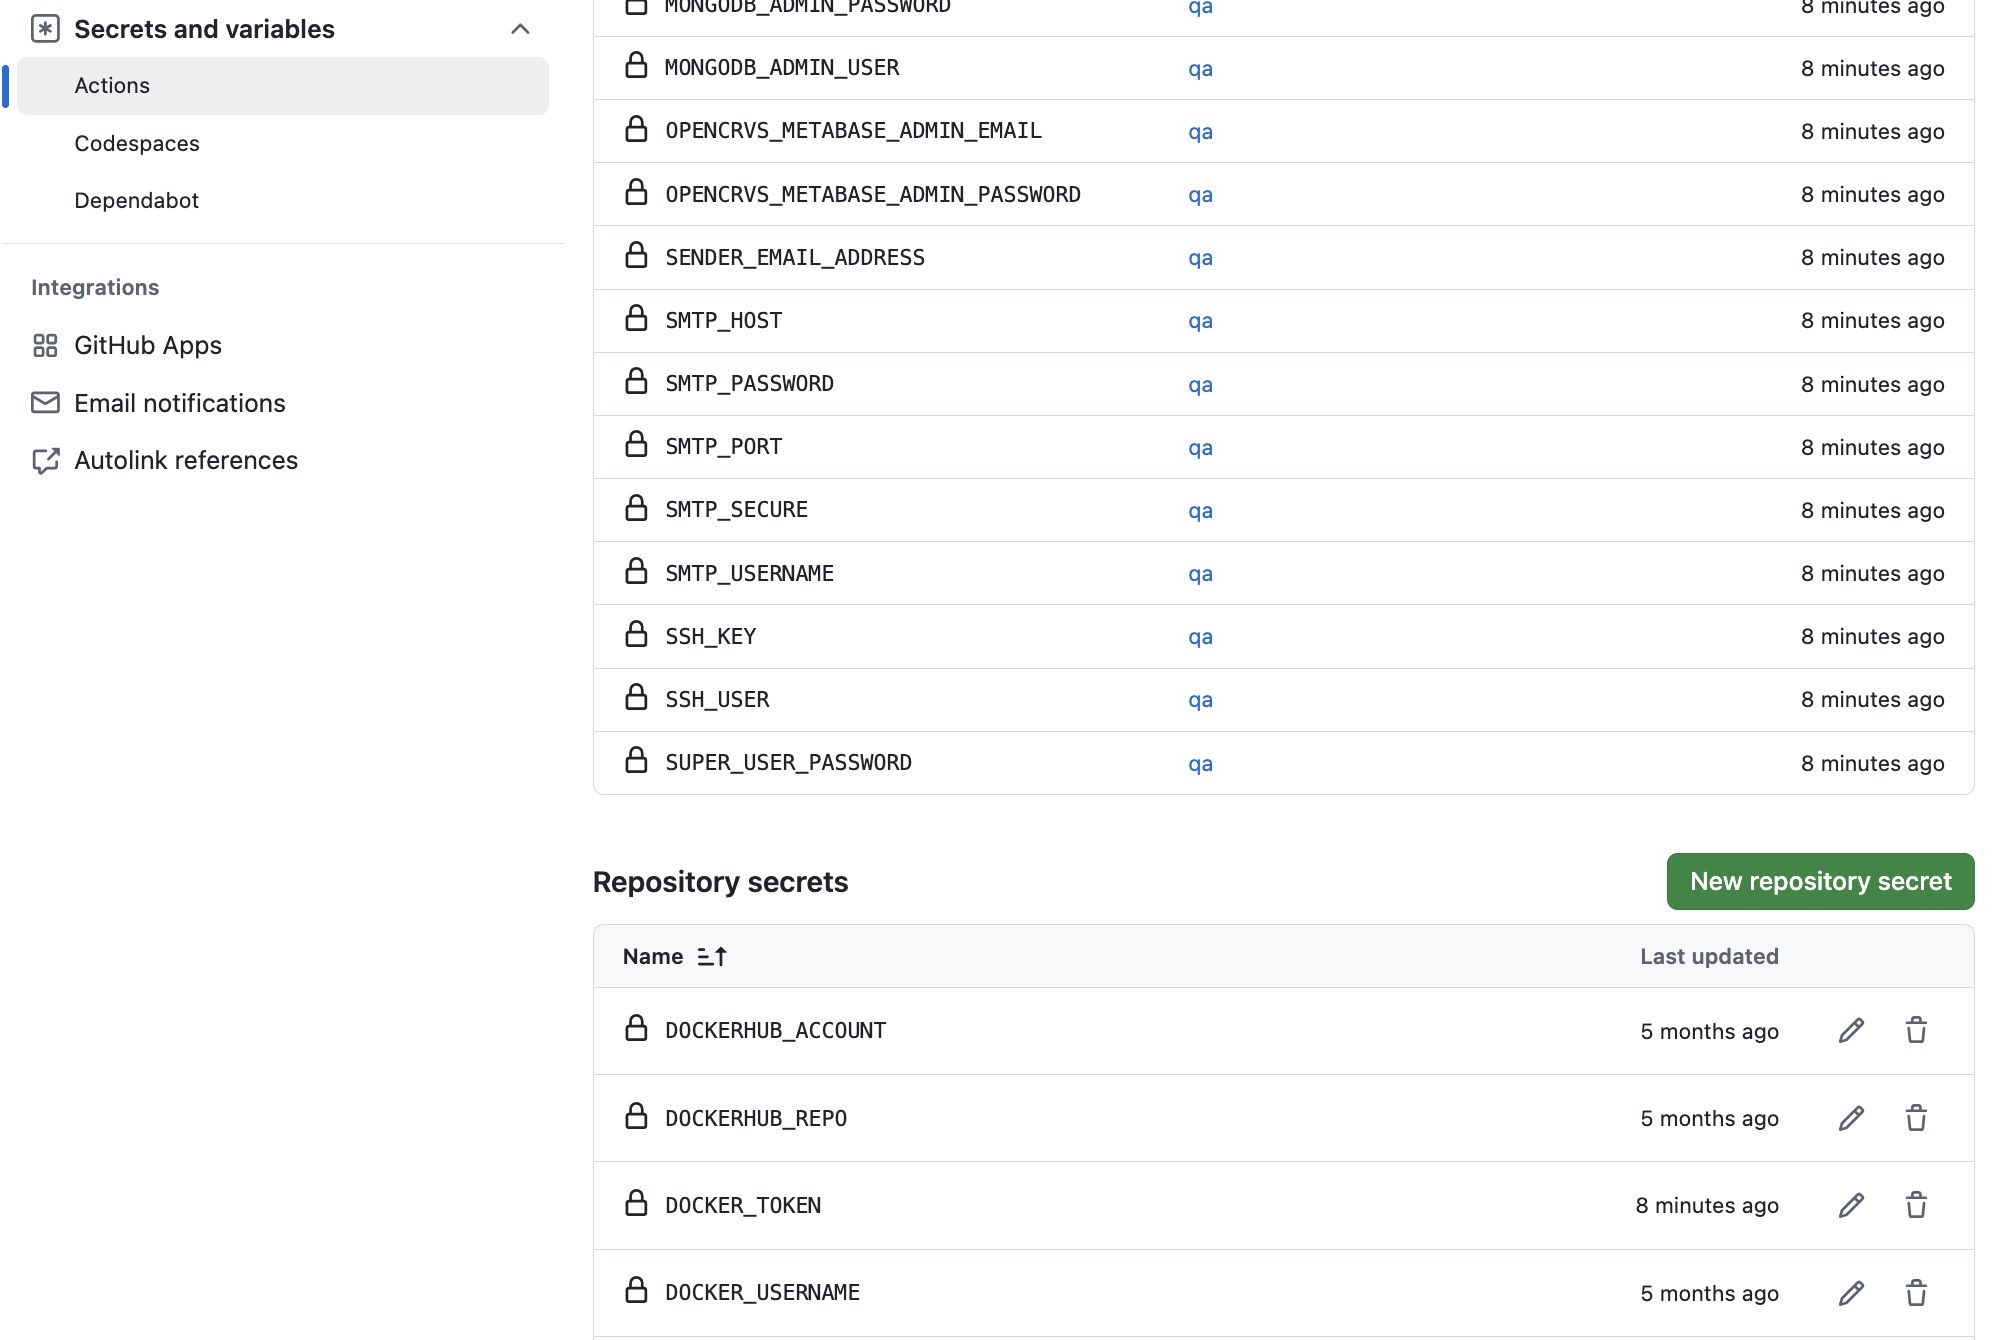 Secrets and variables
Actions
Codespaces
Dependabot
Integrations
GitHub Apps
Email notifications
Autolink references
MONGODB_ADMIN_PASSWORD qa 8 minutes ago
MONGODB_ADMIN_USER qa 8 minutes ago
OPENCRVS_METABASE_ADMIN_EMAIL qa 8 minutes ago
OPENCRVS_METABASE_ADMIN_PASSWORD qa 8 minutes ago
SENDER_EMAIL_ADDRESS qa 8 minutes ago
SMTP_HOST qa 8 minutes ago
SMTP_PASSWORD qa 8 minutes ago
SMTP_PORT qa 8 minutes ago
SMTP_SECURE qa 8 minutes ago
SMTP_USERNAME qa 8 minutes ago
SSH_KEY qa 8 minutes ago
SSH_USER qa 8 minutes ago
SUPER_USER_PASSWORD qa 8 minutes ago
Repository secrets New repository secret
Name Last updated
DOCKERHUB_ACCOUNT 5 months ago
DOCKERHUB_REPO 5 months ago
DOCKER_TOKEN 8 minutes ago
DOCKER_USERNAME 5 months ago